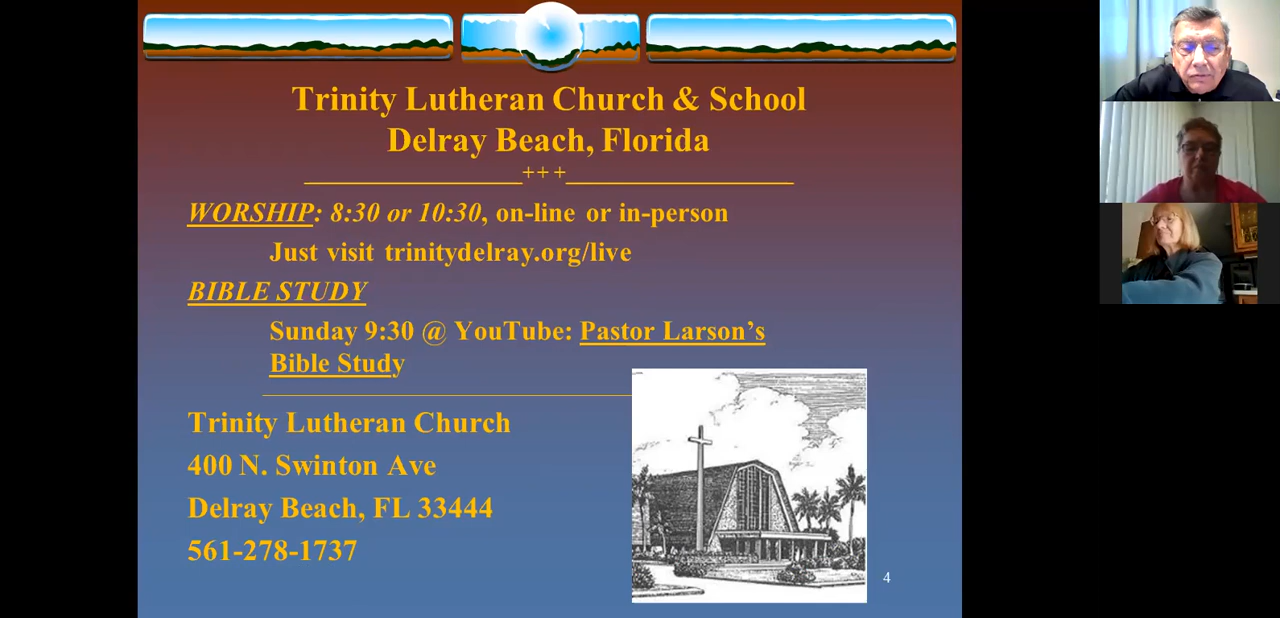 Trinity Lutheran Church & School
Delray Beach, Florida
+++
WORSHIP: 8:30 or 10:30, on-line or in-person
Just visit trinitydelray.org/live
BIBLE STUDY
Sunday 9:30 @ YouTube: Pastor Larson’s
Bible Study
Trinity Lutheran Church
400 N. Swinton Ave
Delray Beach, FL 33444
561-278-1737
4